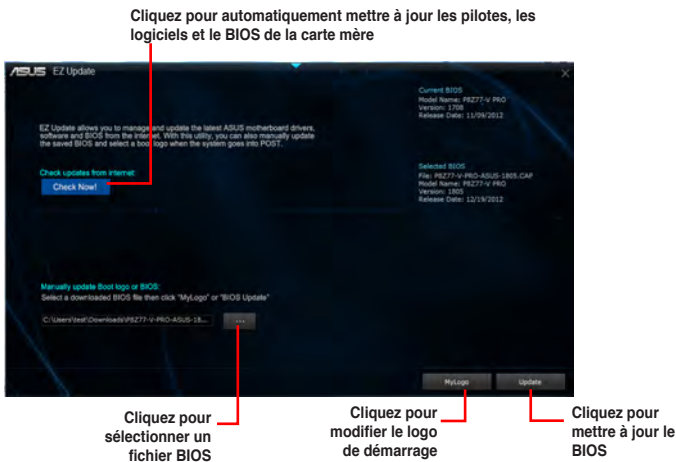 Cliquez pour automatiquement mettre à jour les pilotes, les
logiciels et le BIOS de la carte mère
ASUS EZ Update
Current BIOS
Model Name: P8Z77-V PRO
Version: 1708
Release Date: 11/09/2012
EZ Update allows you to manage and update the latest ASUS motherboard drivers,
software and BIOS from the internet. With this utility, you can also manually update
the saved BIOS and select a boot logo when the system goes into POST.
Selected BIOS
File: P8Z77-V-PRO-ASUS-1805.CAP
Model Name: P8Z77-V PRO
Version: 1805
Release Date: 12/19/2012
Check updates from internet:
Check Now!
Manually update Boot logo or BIOS:
Select a downloaded BIOS file then click "MyLogo" or "BIOS Update"
C:\Users\test\Downloads\P8Z77-V-PRO-ASUS-18...
...
MyLogo
Update
Cliquez pour
sélectionner un
fichier BIOS
Cliquez pour
modifier le logo
de démarrage
Cliquez pour
mettre à jour le
BIOS